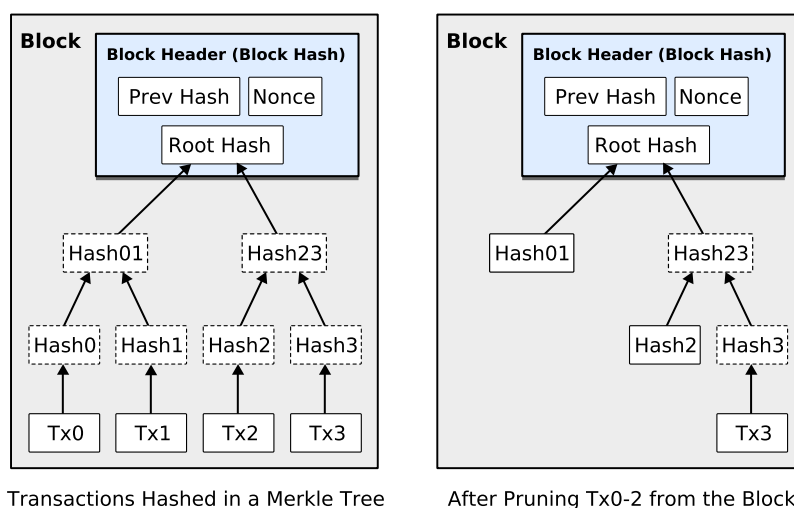 Block
Block Header (Block Hash)
Prev Hash
Nonce
Root Hash
Hash01
Hash23
Hash0
Hash1
Hash2
Hash3
Tx0
Tx1
Tx2
Tx3
Transactions Hashed in a Merkle Tree
Block
Block Header (Block Hash)
Prev Hash
Nonce
Root Hash
Hash01
Hash23
Hash2
Hash3
Tx3
After Pruning Tx0-2 from the Block